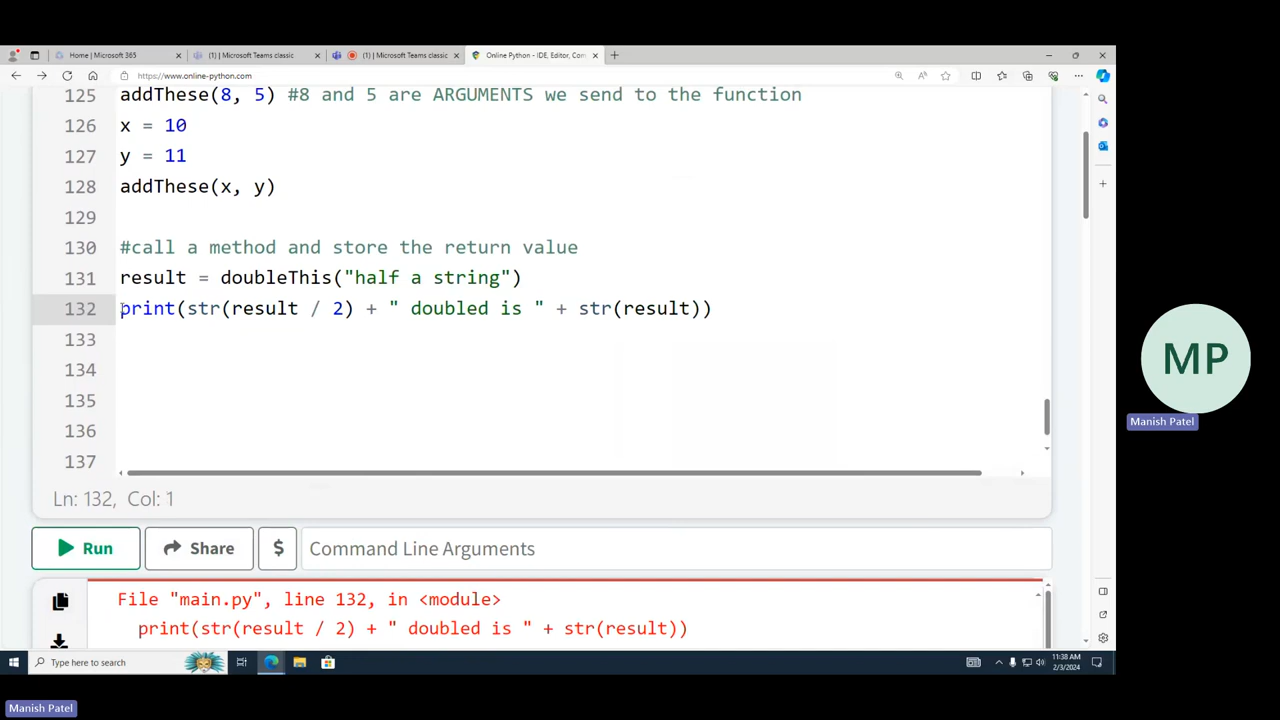 Home | Microsoft 365
(1) | Microsoft Teams classic
(1) | Microsoft Teams classic
Online Python - IDE, Editor, Com
https://www.online-python.com
125 addThese(8, 5) #8 and 5 are ARGUMENTS we send to the function
126 x = 10
127 y = 11
128 addThese(x, y)
129
130 #call a method and store the return value
131 result = doubleThis("half a string")
132 print(str(result / 2) + " doubled is " + str(result))
133
134
135
136
137
Ln: 132, Col: 1
Run
Share
$
Command Line Arguments
File "main.py", line 132, in <module>
print(str(result / 2) + " doubled is " + str(result))
Type here to search
11:38 AM
2/3/2024
MP
Manish Patel
Manish Patel